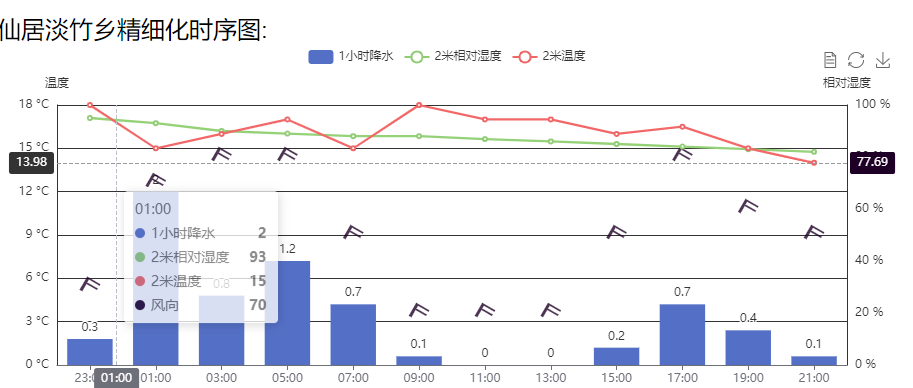 仙居淡竹乡精细化时序图:
1小时降水 2米相对湿度 2米温度
温度 相对湿度
18 °C 100 %
15 °C
13.98 77.69
12 °C
9 °C 60 %
6 °C 40 %
3 °C 20 %
0 °C 0 %
01:00
1小时降水 2
2米相对湿度 93
2米温度 15
风向 70
0.3 0.8 1.2 0.7 0.1 0 0 0.2 0.7 0.4 0.1
01:00 03:00 05:00 07:00 09:00 11:00 13:00 15:00 17:00 19:00 21:00
01:00